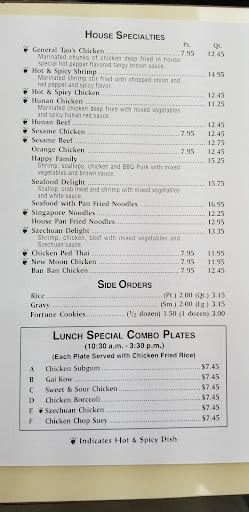 HOUSE SPECIALTIES
Pt. Qt.
General Tao's Chicken 7.95 12.45
Marinated chunks of chicken deep fried in house
special hot pepper flavored tangy brown sauce.
Hot & Spicy Shrimp 14.95
Marinated shrimp stir fried with chopped onion and
red pepper and spicy flavor.
Hot & Spicy Chicken 12.45
Hunan Chicken 11.25
Marinated chicken deep fried with mixed vegetables
and spicy hunan sauce
Hunan Beef 12.45
Sesame Chicken 7.95 12.45
Sesame Beef 12.75
Orange Chicken 7.95 12.45
Happy Family 15.25
Shrimp, scallops, chicken and BBQ Pork with mixed
vegetables and brown sauce.
Seafood Delight 15.75
Scallop, crab meat and shrimp with mixed vegetables
and white sauce
Seafood with Pan Fried Noodles 16.95
Singapore Noodles 12.25
House Pan Fried Noodles 12.95
Szechuan Delight 13.35
Shrimp, chicken, beef with mixed vegetables and
Szechuan sauce.
Chicken Ped Thai 7.95 11.95
New Moon Chicken 7.95 11.95
Ban Ban Chicken 7.95 12.45
SIDE ORDERS
Rice (Pt.) 2.00 (Qt.) 3.15
Gravy (Sm.) 2.00 (Lg.) 3.15
Fortune Cookies (1/2 dozen) 1.50 (1 dozen) 3.00
LUNCH SPECIAL COMBO PLATES
(10:30 a.m. - 3:30 p.m.)
(Each Plate Served with Chicken Fried Rice)
A Chicken Subgum $7.45
B Gai Kow $7.45
C Sweet & Sour Chicken $7.45
D Chicken Borccoli $7.45
E Szechuan Chicken $7.45
F Chicken Chop Suey $7.45
Indicates Hot & Spicy Dish